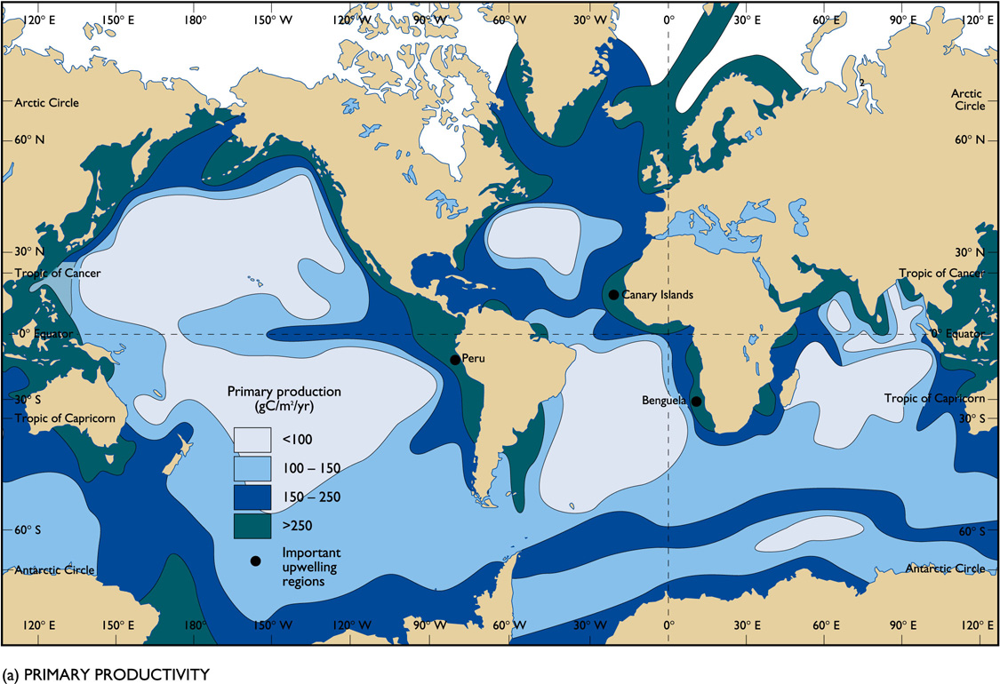 120° E 150° E 180° 150° W 120° W 90° W 60° W 30° W 0° 30° E 60° E 90° E 120° E
2
Arctic Circle
Arctic
Circle
60° N
60° N
30° N
30° N
Tropic of Cancer
Tropic of Cancer
Canary Islands
0° Equator
0° Equator
Peru
Primary production
(gC/m²/yr)
<100
100 – 150
150 – 250
>250
Important
upwelling
regions
Benguela
30° S
Tropic of Capricorn
Tropic of Capricorn
30° S
60° S
60° S
Antarctic Circle
Antarctic Circle
120° E 150° E 180° 150° W 120° W 90° W 60° W 30° W 0° 30° E 60° E 90° E 120° E
(a) PRIMARY PRODUCTIVITY